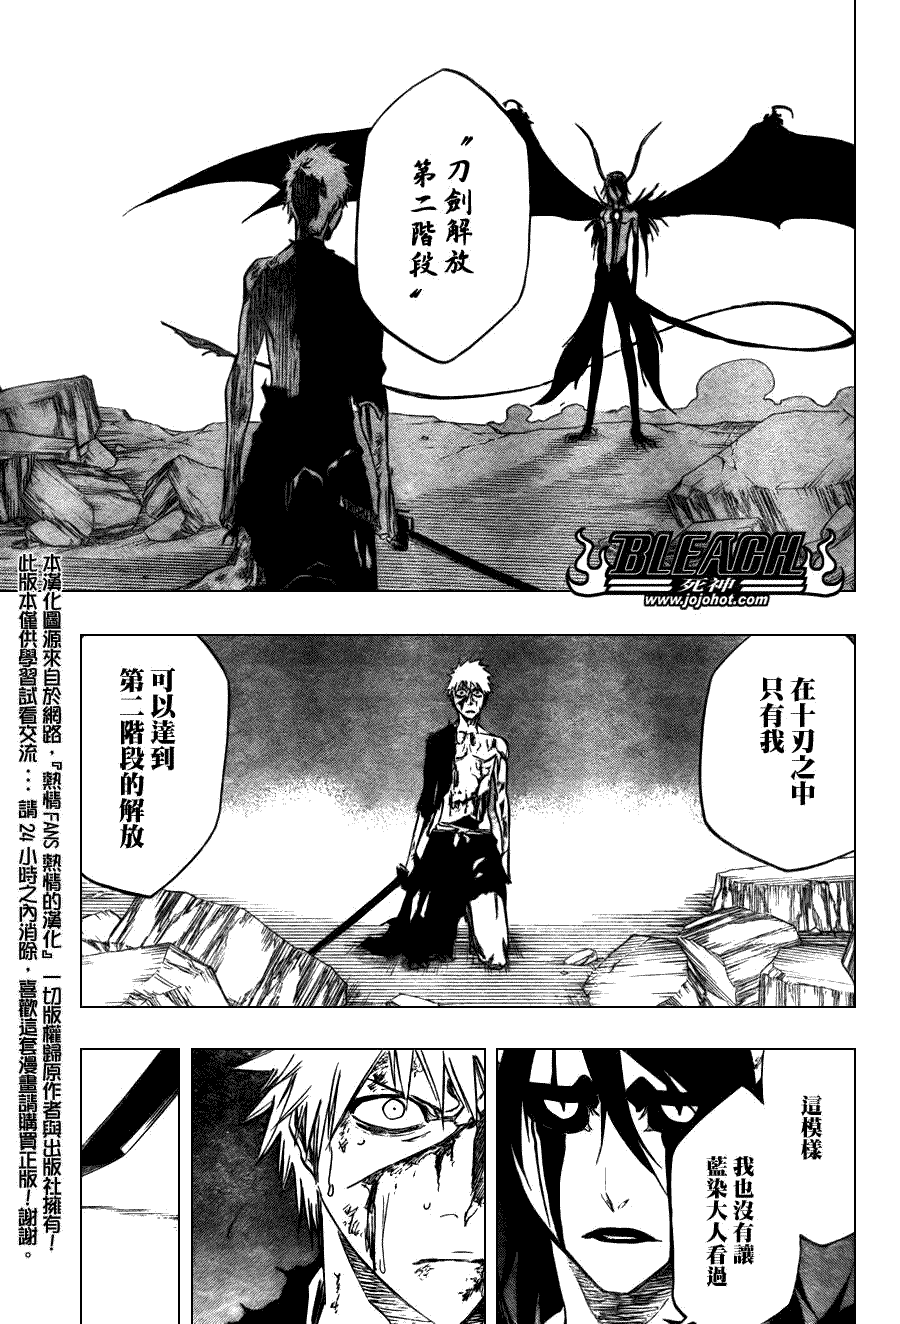 〝刀劍解放
第二階段〟
BLEACH
死神
www.jojohot.com
在十刃之中
只有我
可以達到
第二階段的解放
這模樣
我也沒有讓
藍染大人看過
本漢化圖源來自於網路，『熱情FANS熱情的漢化』一切版權歸原作者與出版社擁有！
此版本僅供學習試看交流…請24小時之內消除，喜歡這套漫畫請購買正版！謝謝。